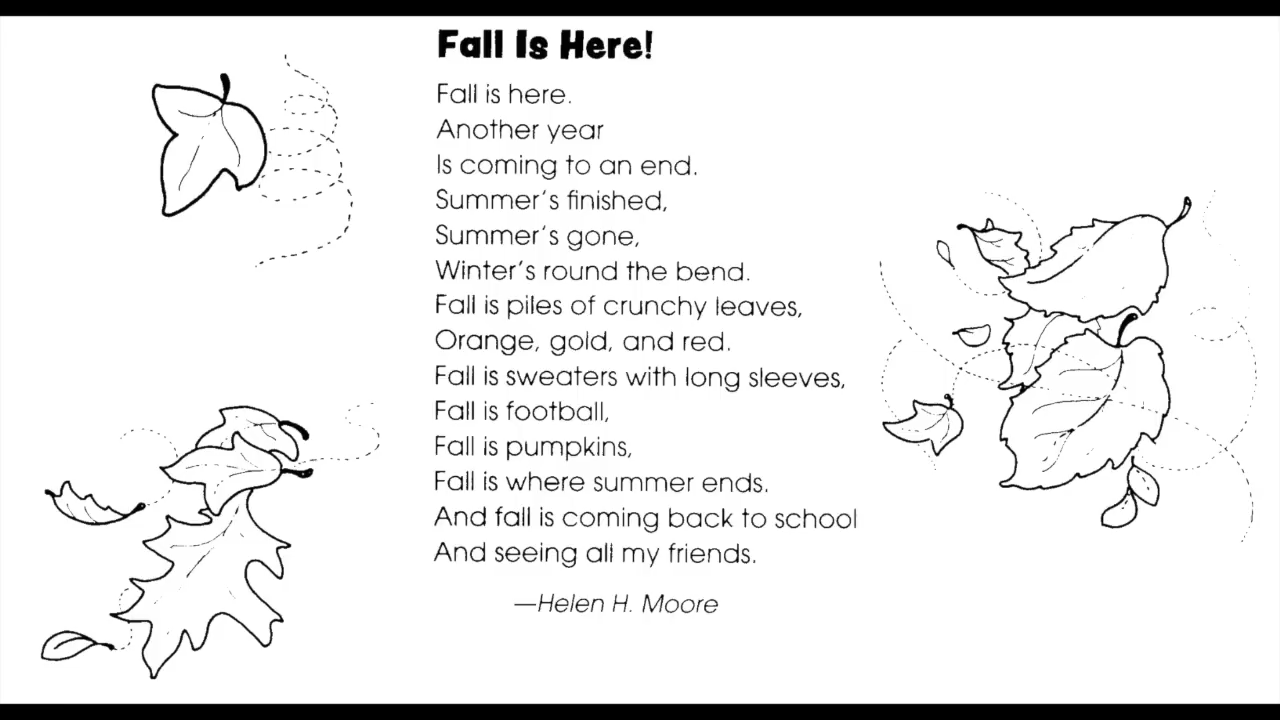 Fall Is Here!
Fall is here.
Another year
Is coming to an end.
Summer's finished,
Summer's gone,
Winter's round the bend.
Fall is piles of crunchy leaves,
Orange, gold, and red.
Fall is sweaters with long sleeves,
Fall is football,
Fall is pumpkins,
Fall is where summer ends.
And fall is coming back to school
And seeing all my friends.
—Helen H. Moore